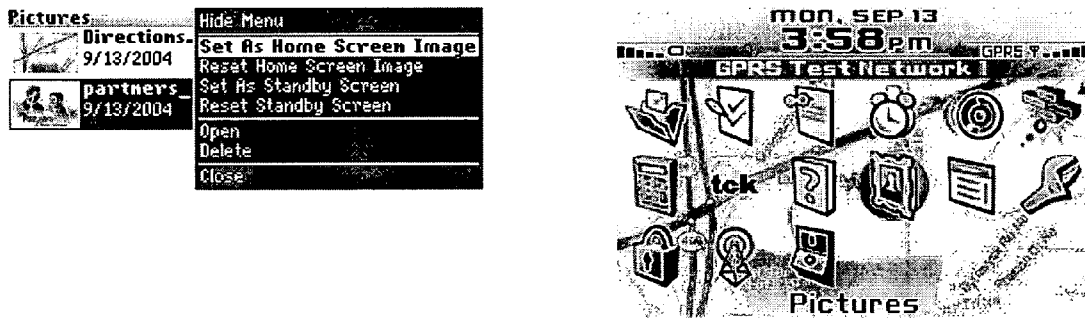 Pictures
Directions_
9/13/2004
partners_
9/13/2004
Hide Menu
Set As Home Screen Image
Reset Home Screen Image
Set As Standby Screen
Reset Standby Screen
Open
Delete
Close
mon, SEP 13
3:58pm
GPRS
GPRS Test Network
tck
Pictures